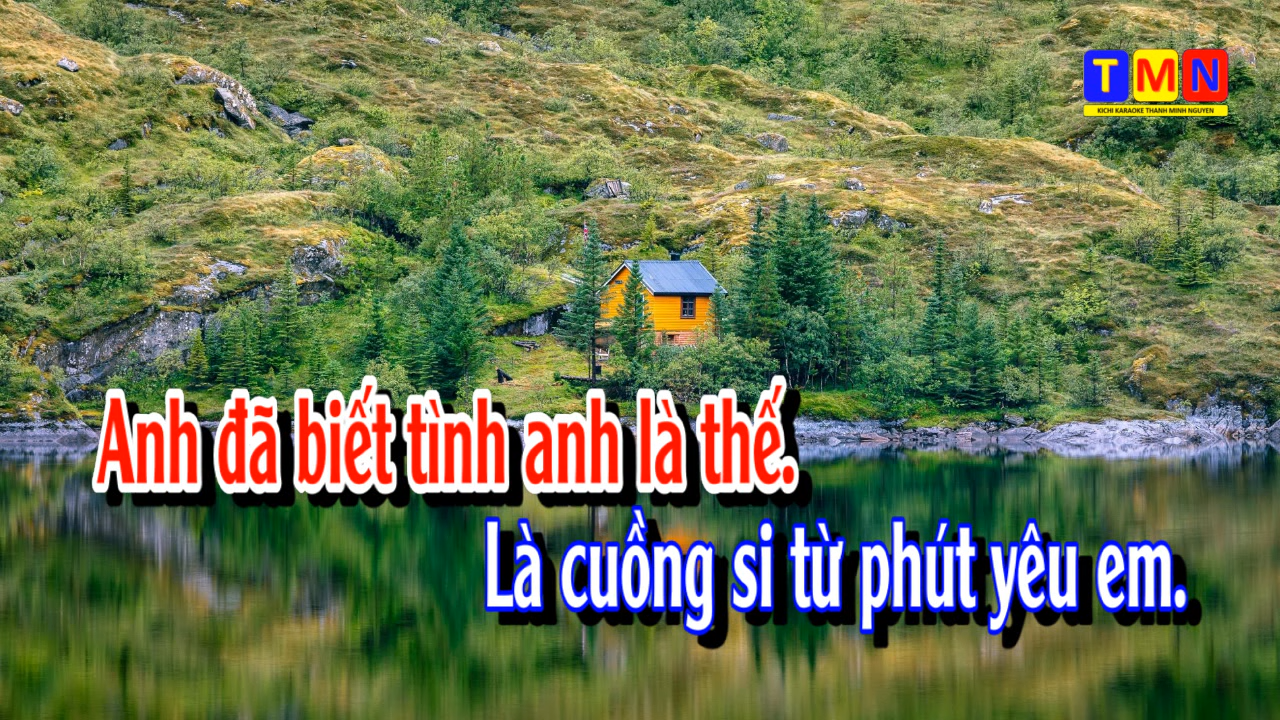 TMN
KICHI KARAOKE THANH MINH NGUYEN
Anh đã biết tình anh là thế.
Là cuồng si từ phút yêu em.